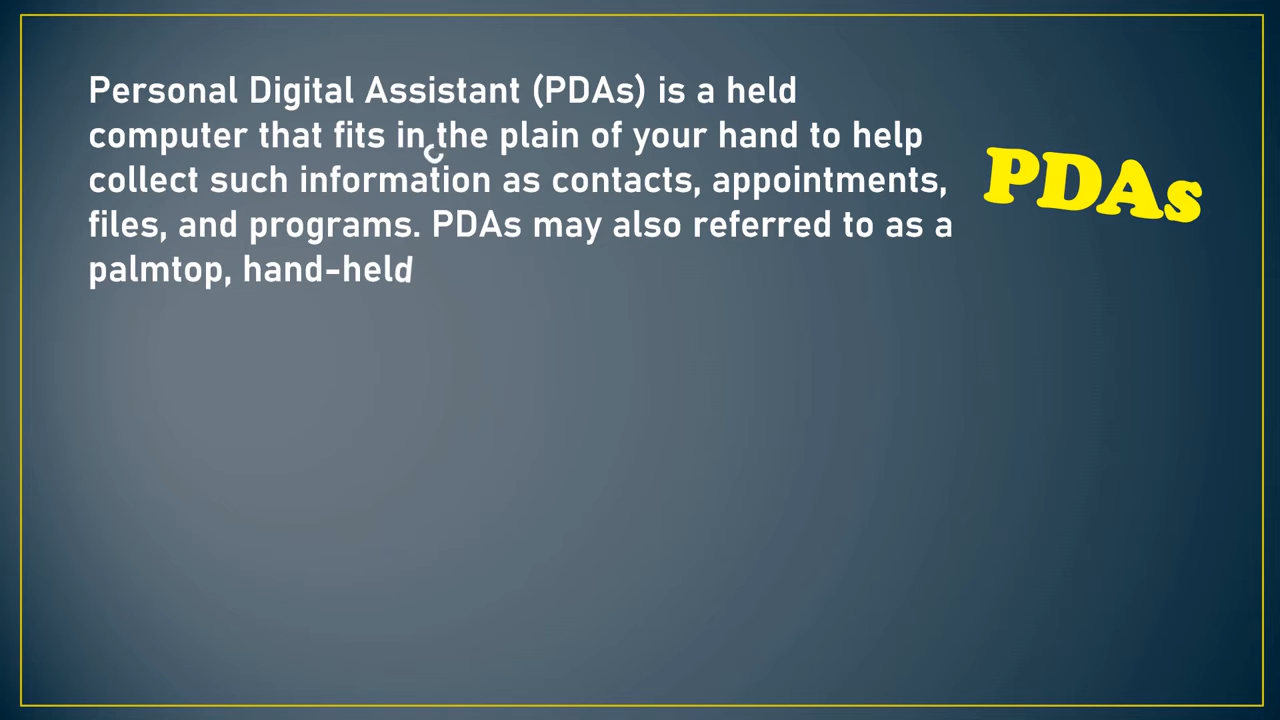 Personal Digital Assistant (PDAs) is a held
computer that fits in the plain of your hand to help
collect such information as contacts, appointments,
files, and programs. PDAs may also referred to as a
palmtop, hand-held
c
PDAs